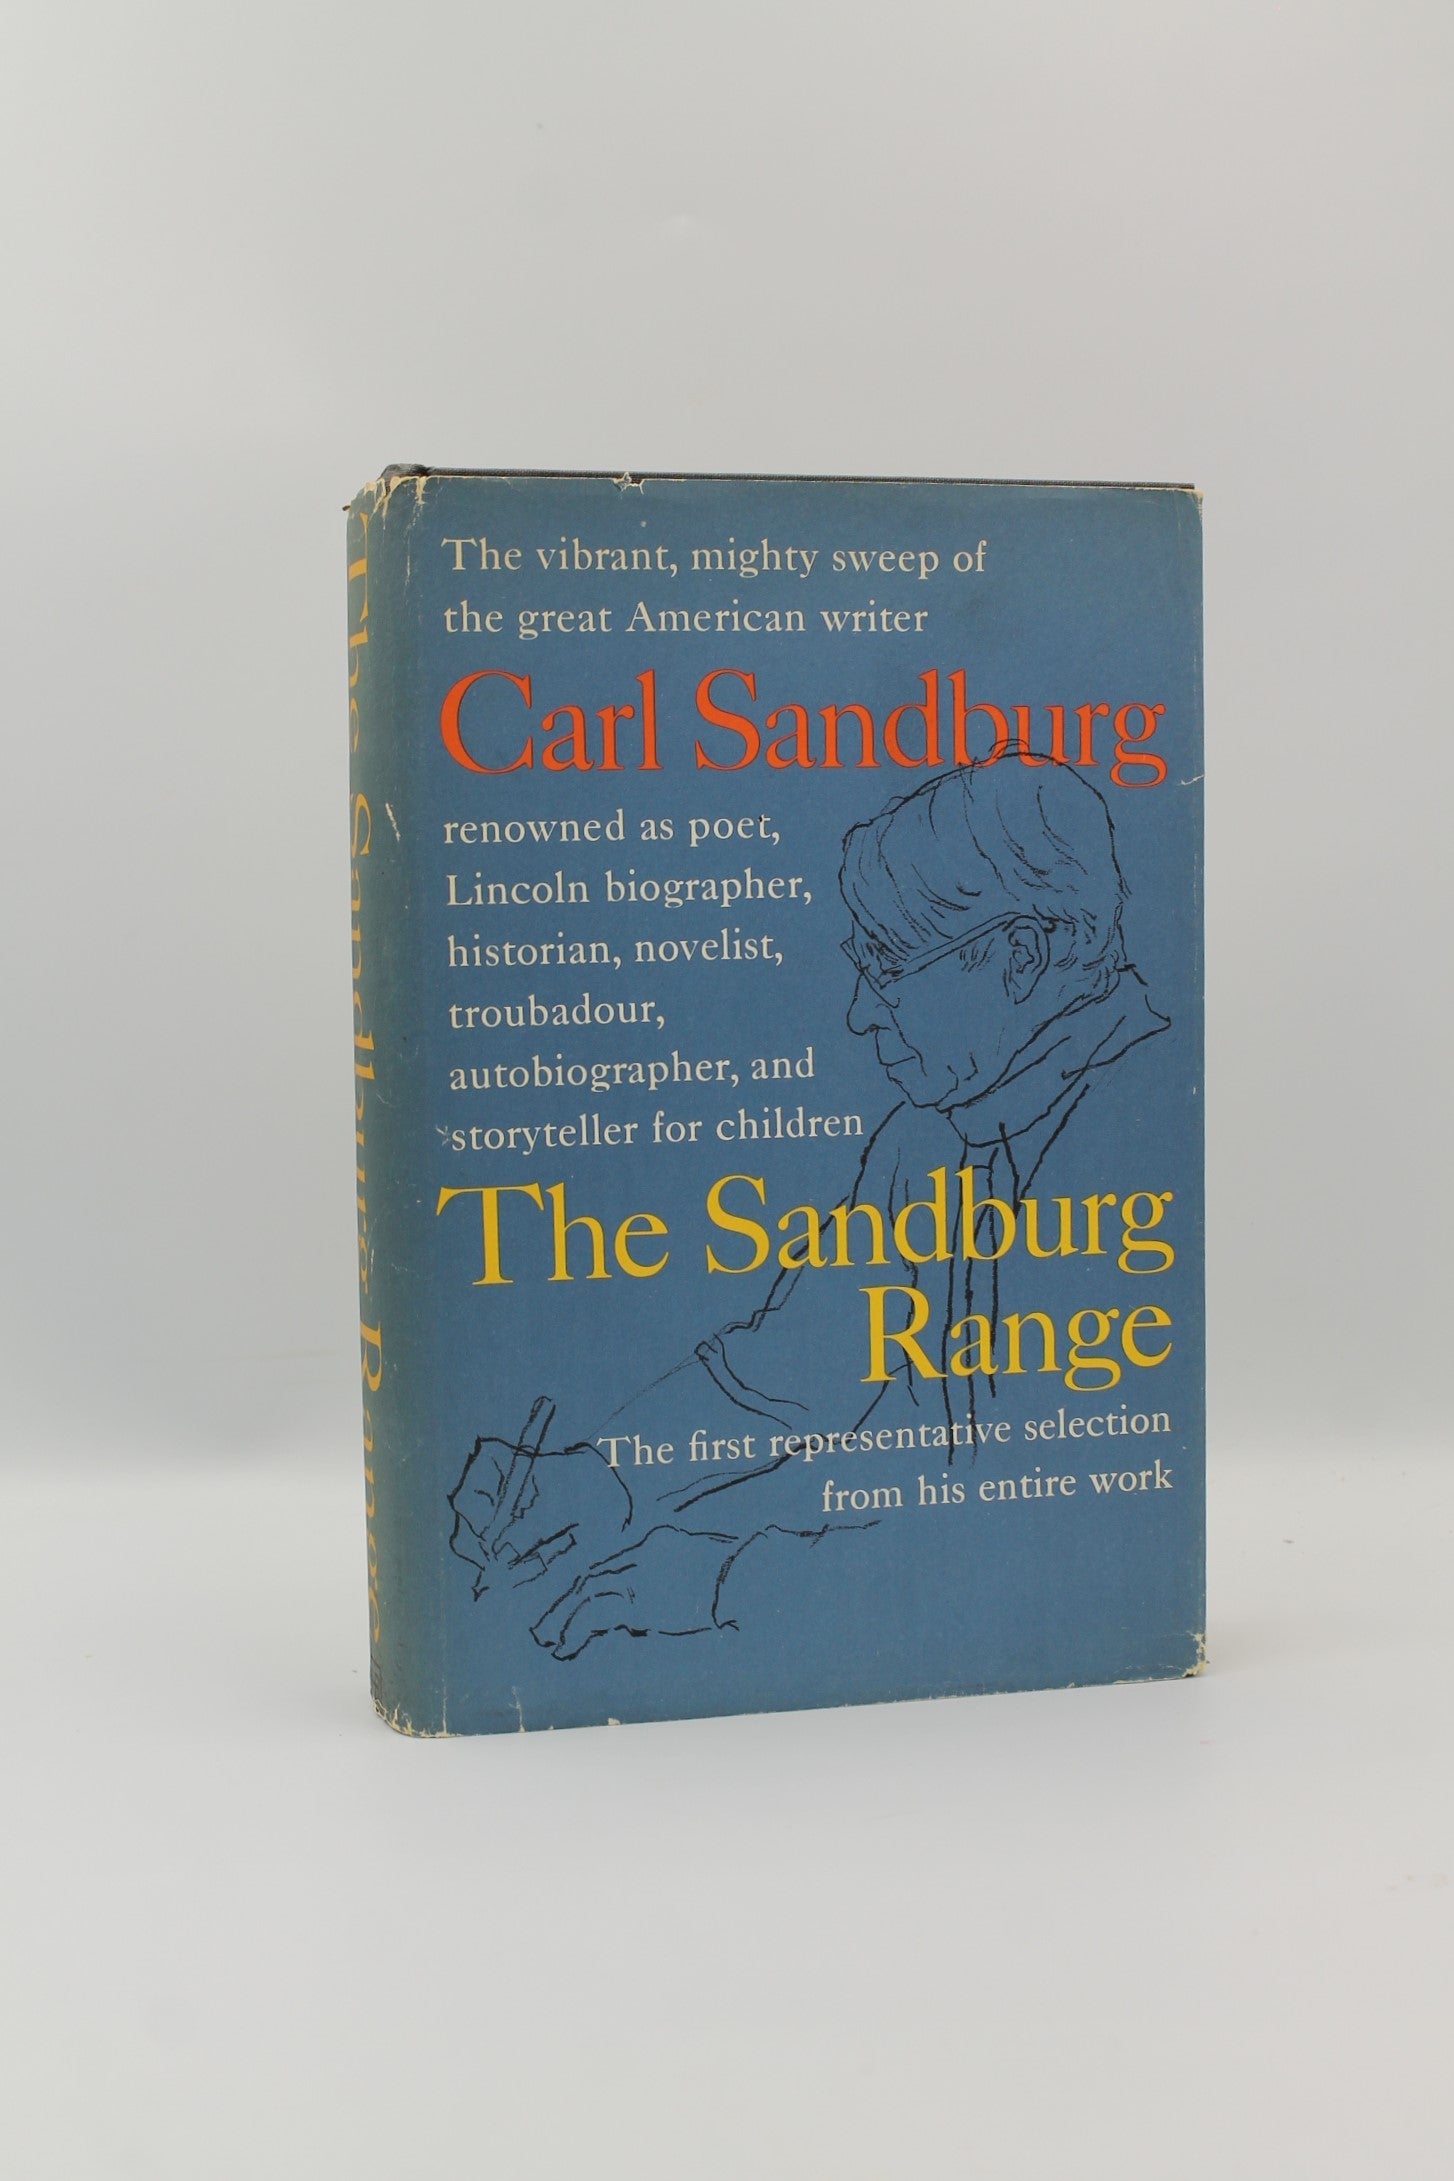 The Sandburg Range
The vibrant, mighty sweep of
the great American writer
Carl Sandburg
renowned as poet,
Lincoln biographer,
historian, novelist,
troubadour,
autobiographer, and
storyteller for children
The Sandburg
Range
The first representative selection
from his entire work